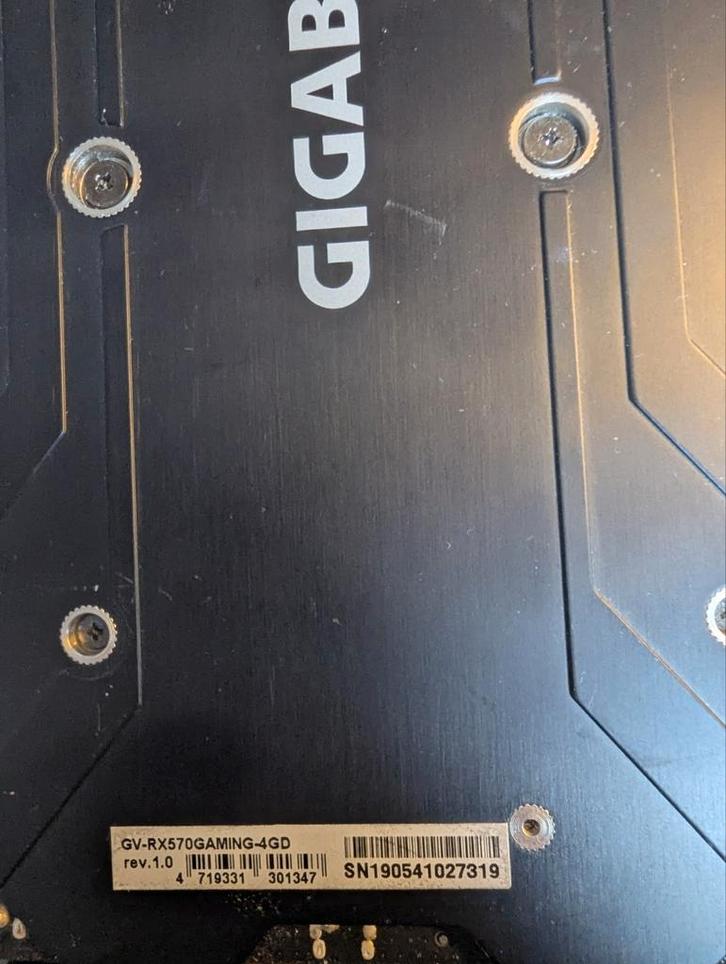 GIGAB
GV-RX570GAMING-4GD
rev.1.0
4 719331 301347
SN190541027319